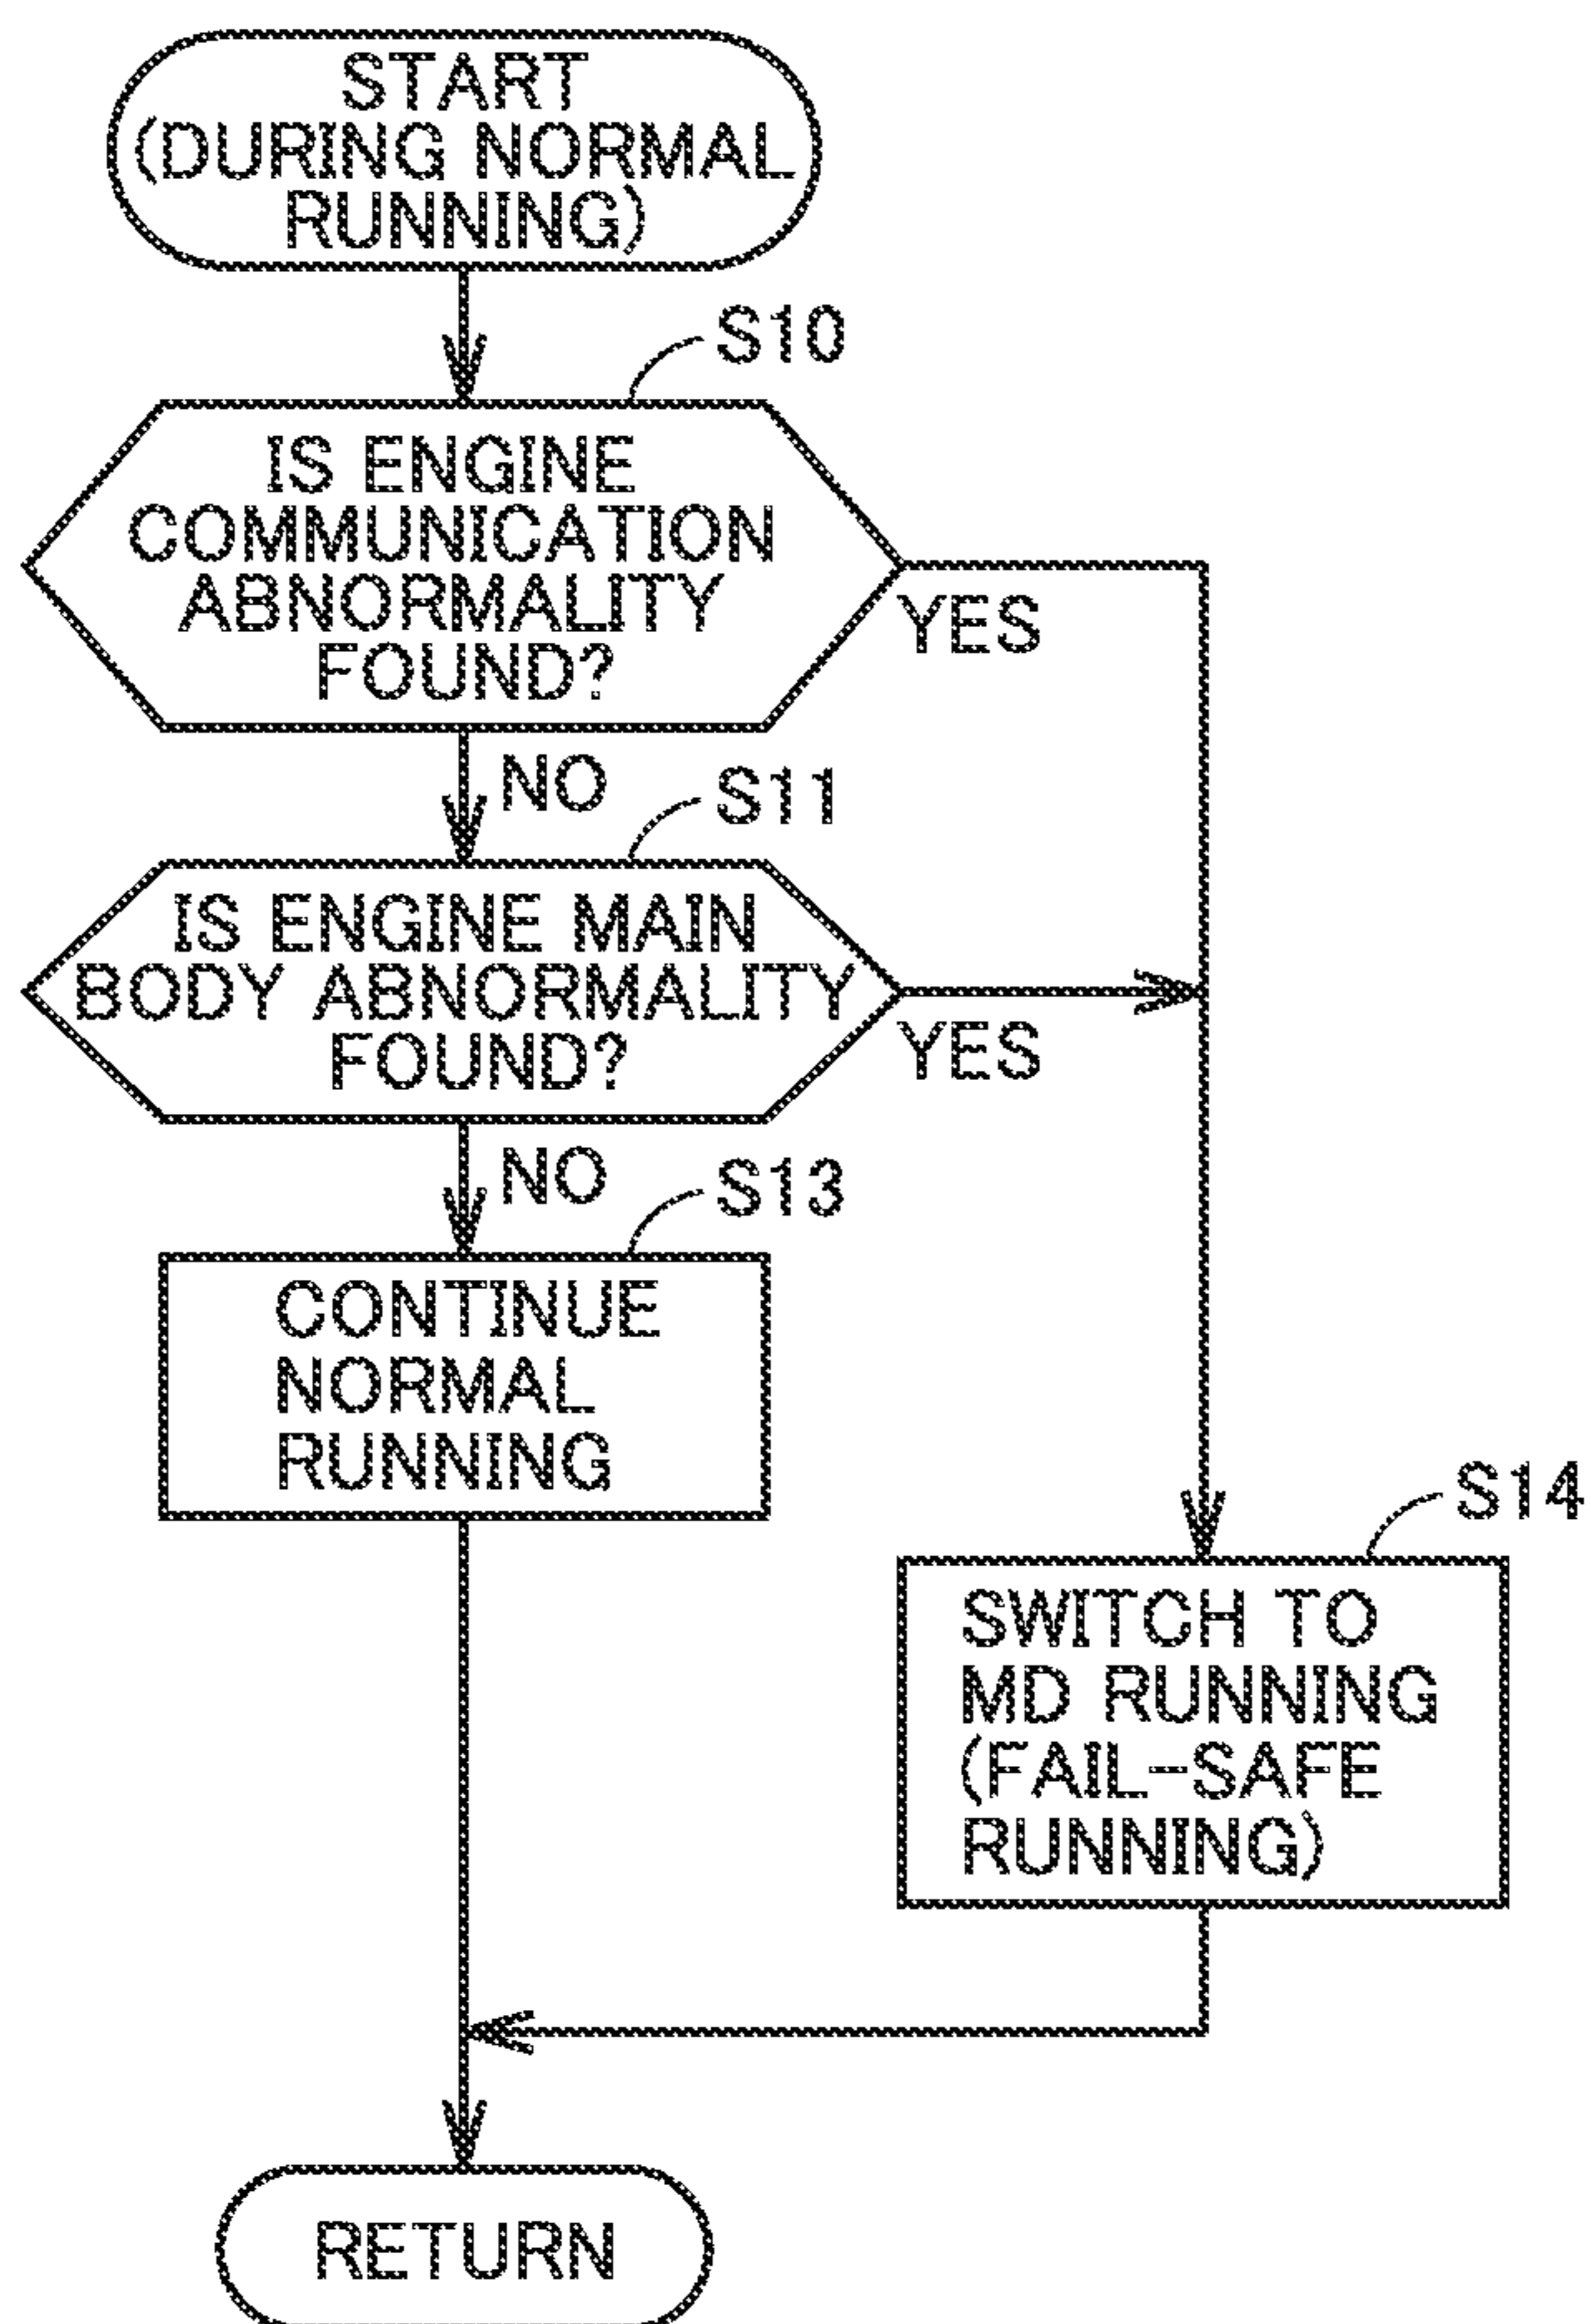 START
(DURING NORMAL
RUNNING)
S10
IS ENGINE
COMMUNICATION
ABNORMALITY
FOUND?
YES
NO
S11
IS ENGINE MAIN
BODY ABNORMALITY
FOUND?
YES
NO
S13
CONTINUE
NORMAL
RUNNING
S14
SWITCH TO
MD RUNNING
(FAIL-SAFE
RUNNING)
RETURN